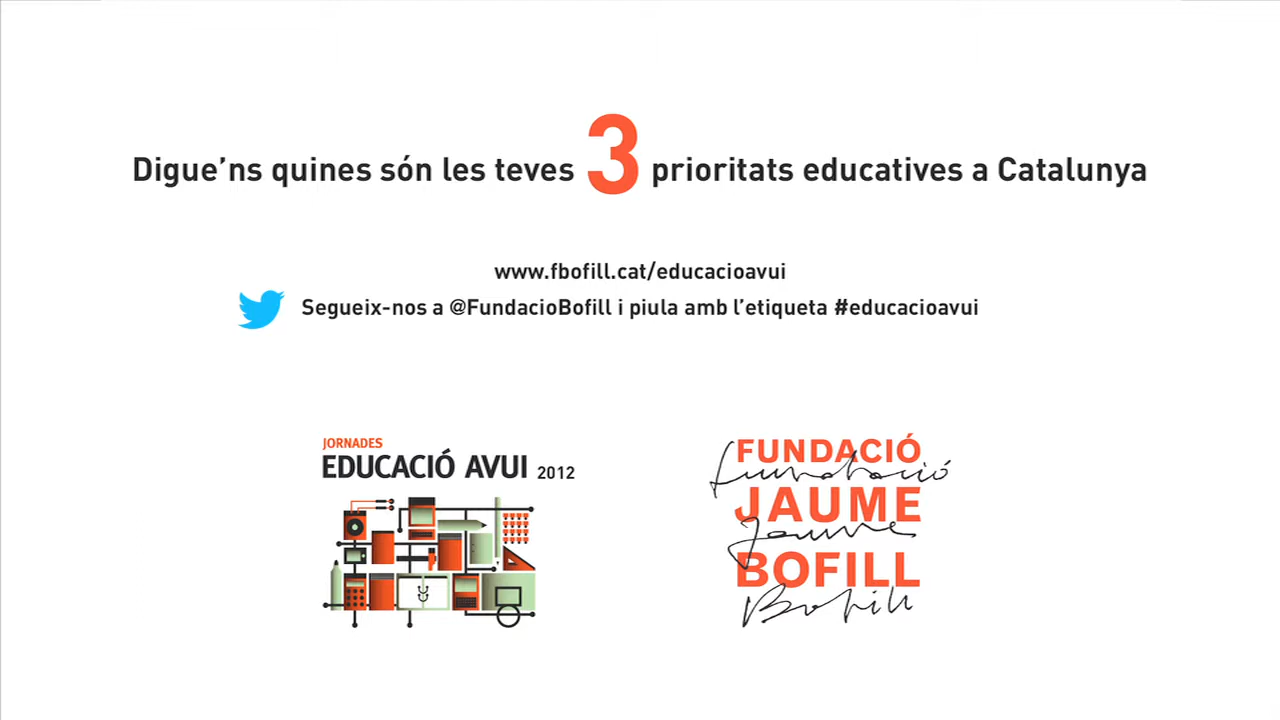 Digue'ns quines són les teves 3 prioritats educatives a Catalunya
www.fbofill.cat/educacioavui
Segueix-nos a @FundacioBofill i piula amb l'etiqueta #educacioavui
JORNADES
EDUCACIÓ AVUI 2012
FUNDACIÓ
Fundació
JAUME
Jaume
BOFILL
Bofill